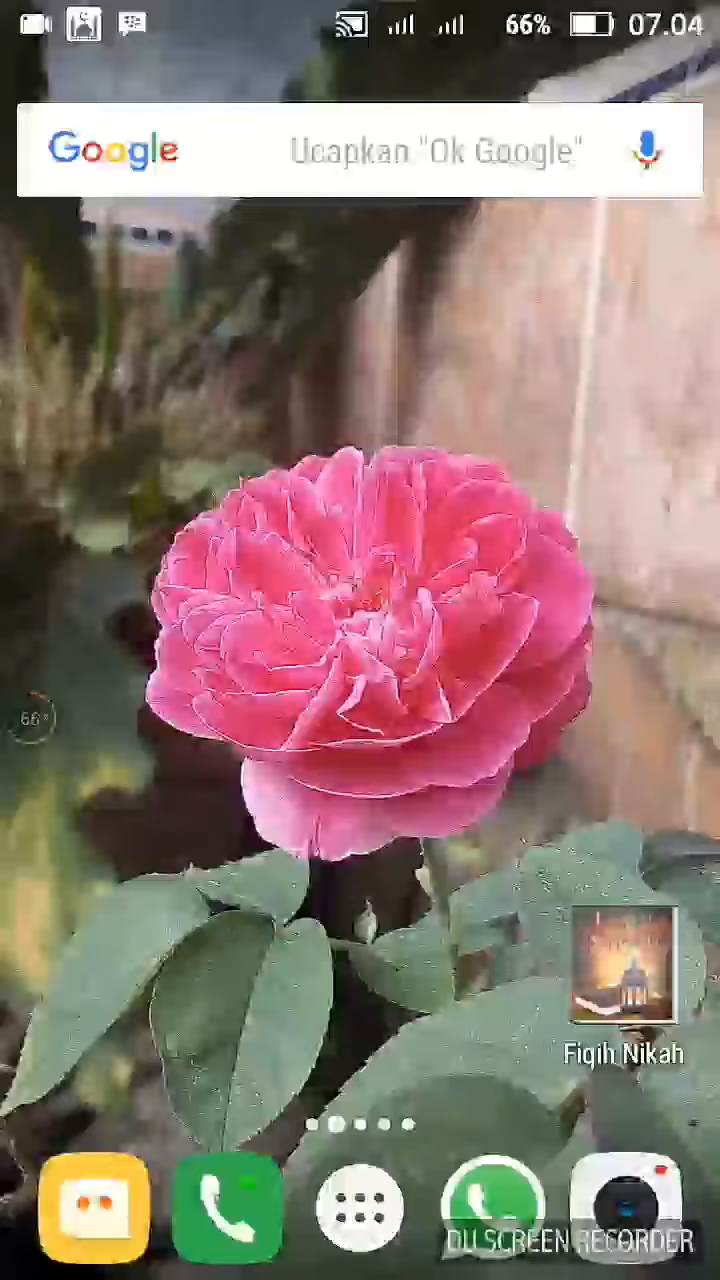 66% 07.04
Google Ucapkan "Ok Google"
66%
Fiqih Nikah
DU SCREEN RECORDER